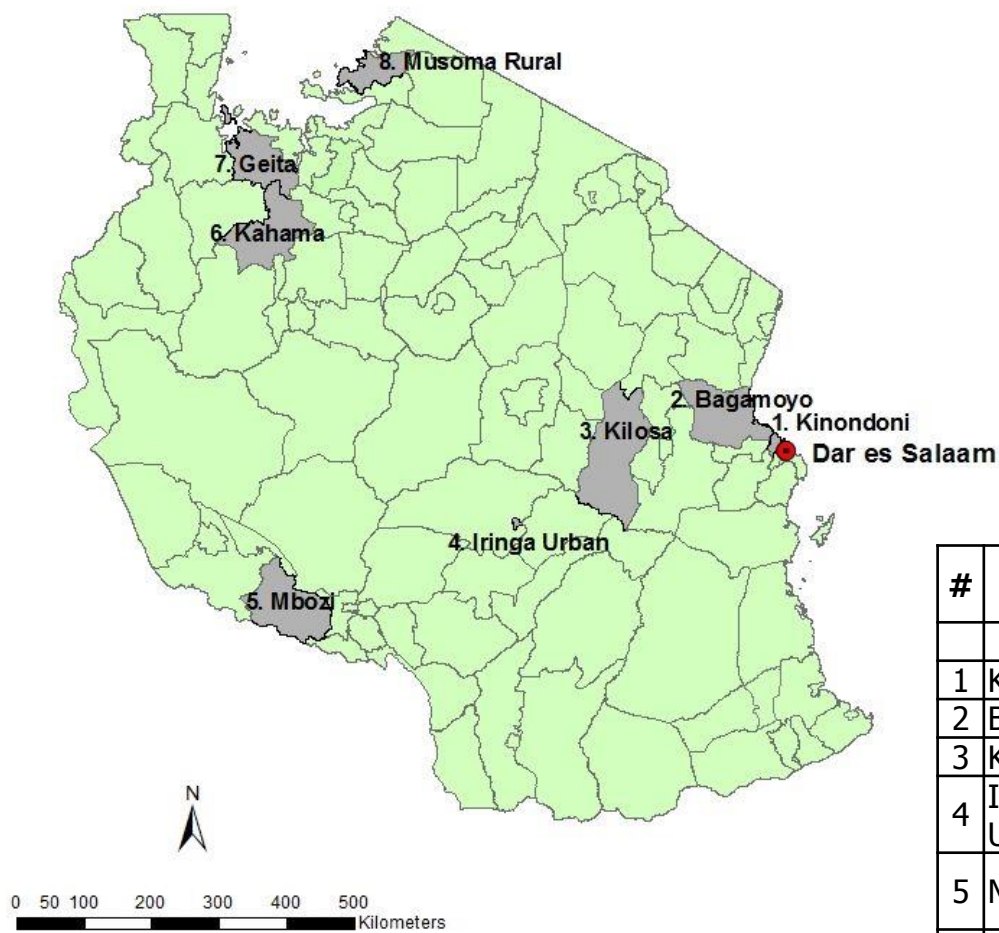 8. Musoma Rural
7. Geita
6. Kahama
2. Bagamoyo
1. Kinondoni
3. Kilosa
Dar es Salaam
4. Iringa Urban
5. Mbozi
N
0 50 100 200 300 400 500
Kilometers
#
1 K
2 B
3 K
4
5